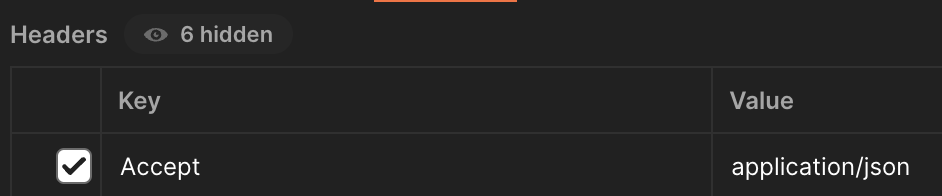 Headers 6 hidden
Key Value
Accept application/json